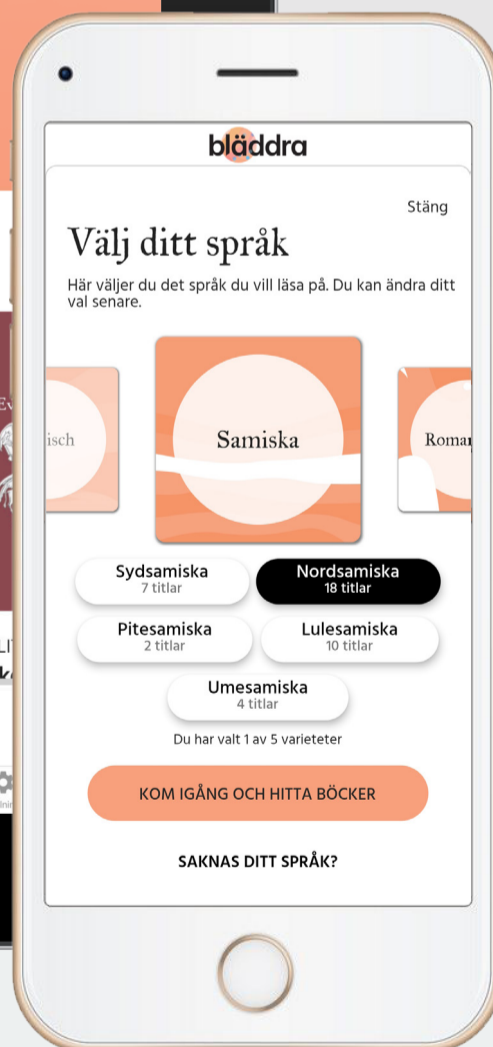 bläddra
Stäng
Välj ditt språk
Här väljer du det språk du vill läsa på. Du kan ändra ditt
val senare.
isch
Samiska
Roma
Sydsamiska
7 titlar
Nordsamiska
18 titlar
Pitesamiska
2 titlar
Lulesamiska
10 titlar
Umesamiska
4 titlar
Du har valt 1 av 5 varieteter
KOM IGÅNG OCH HITTA BÖCKER
SAKNAS DITT SPRÅK?